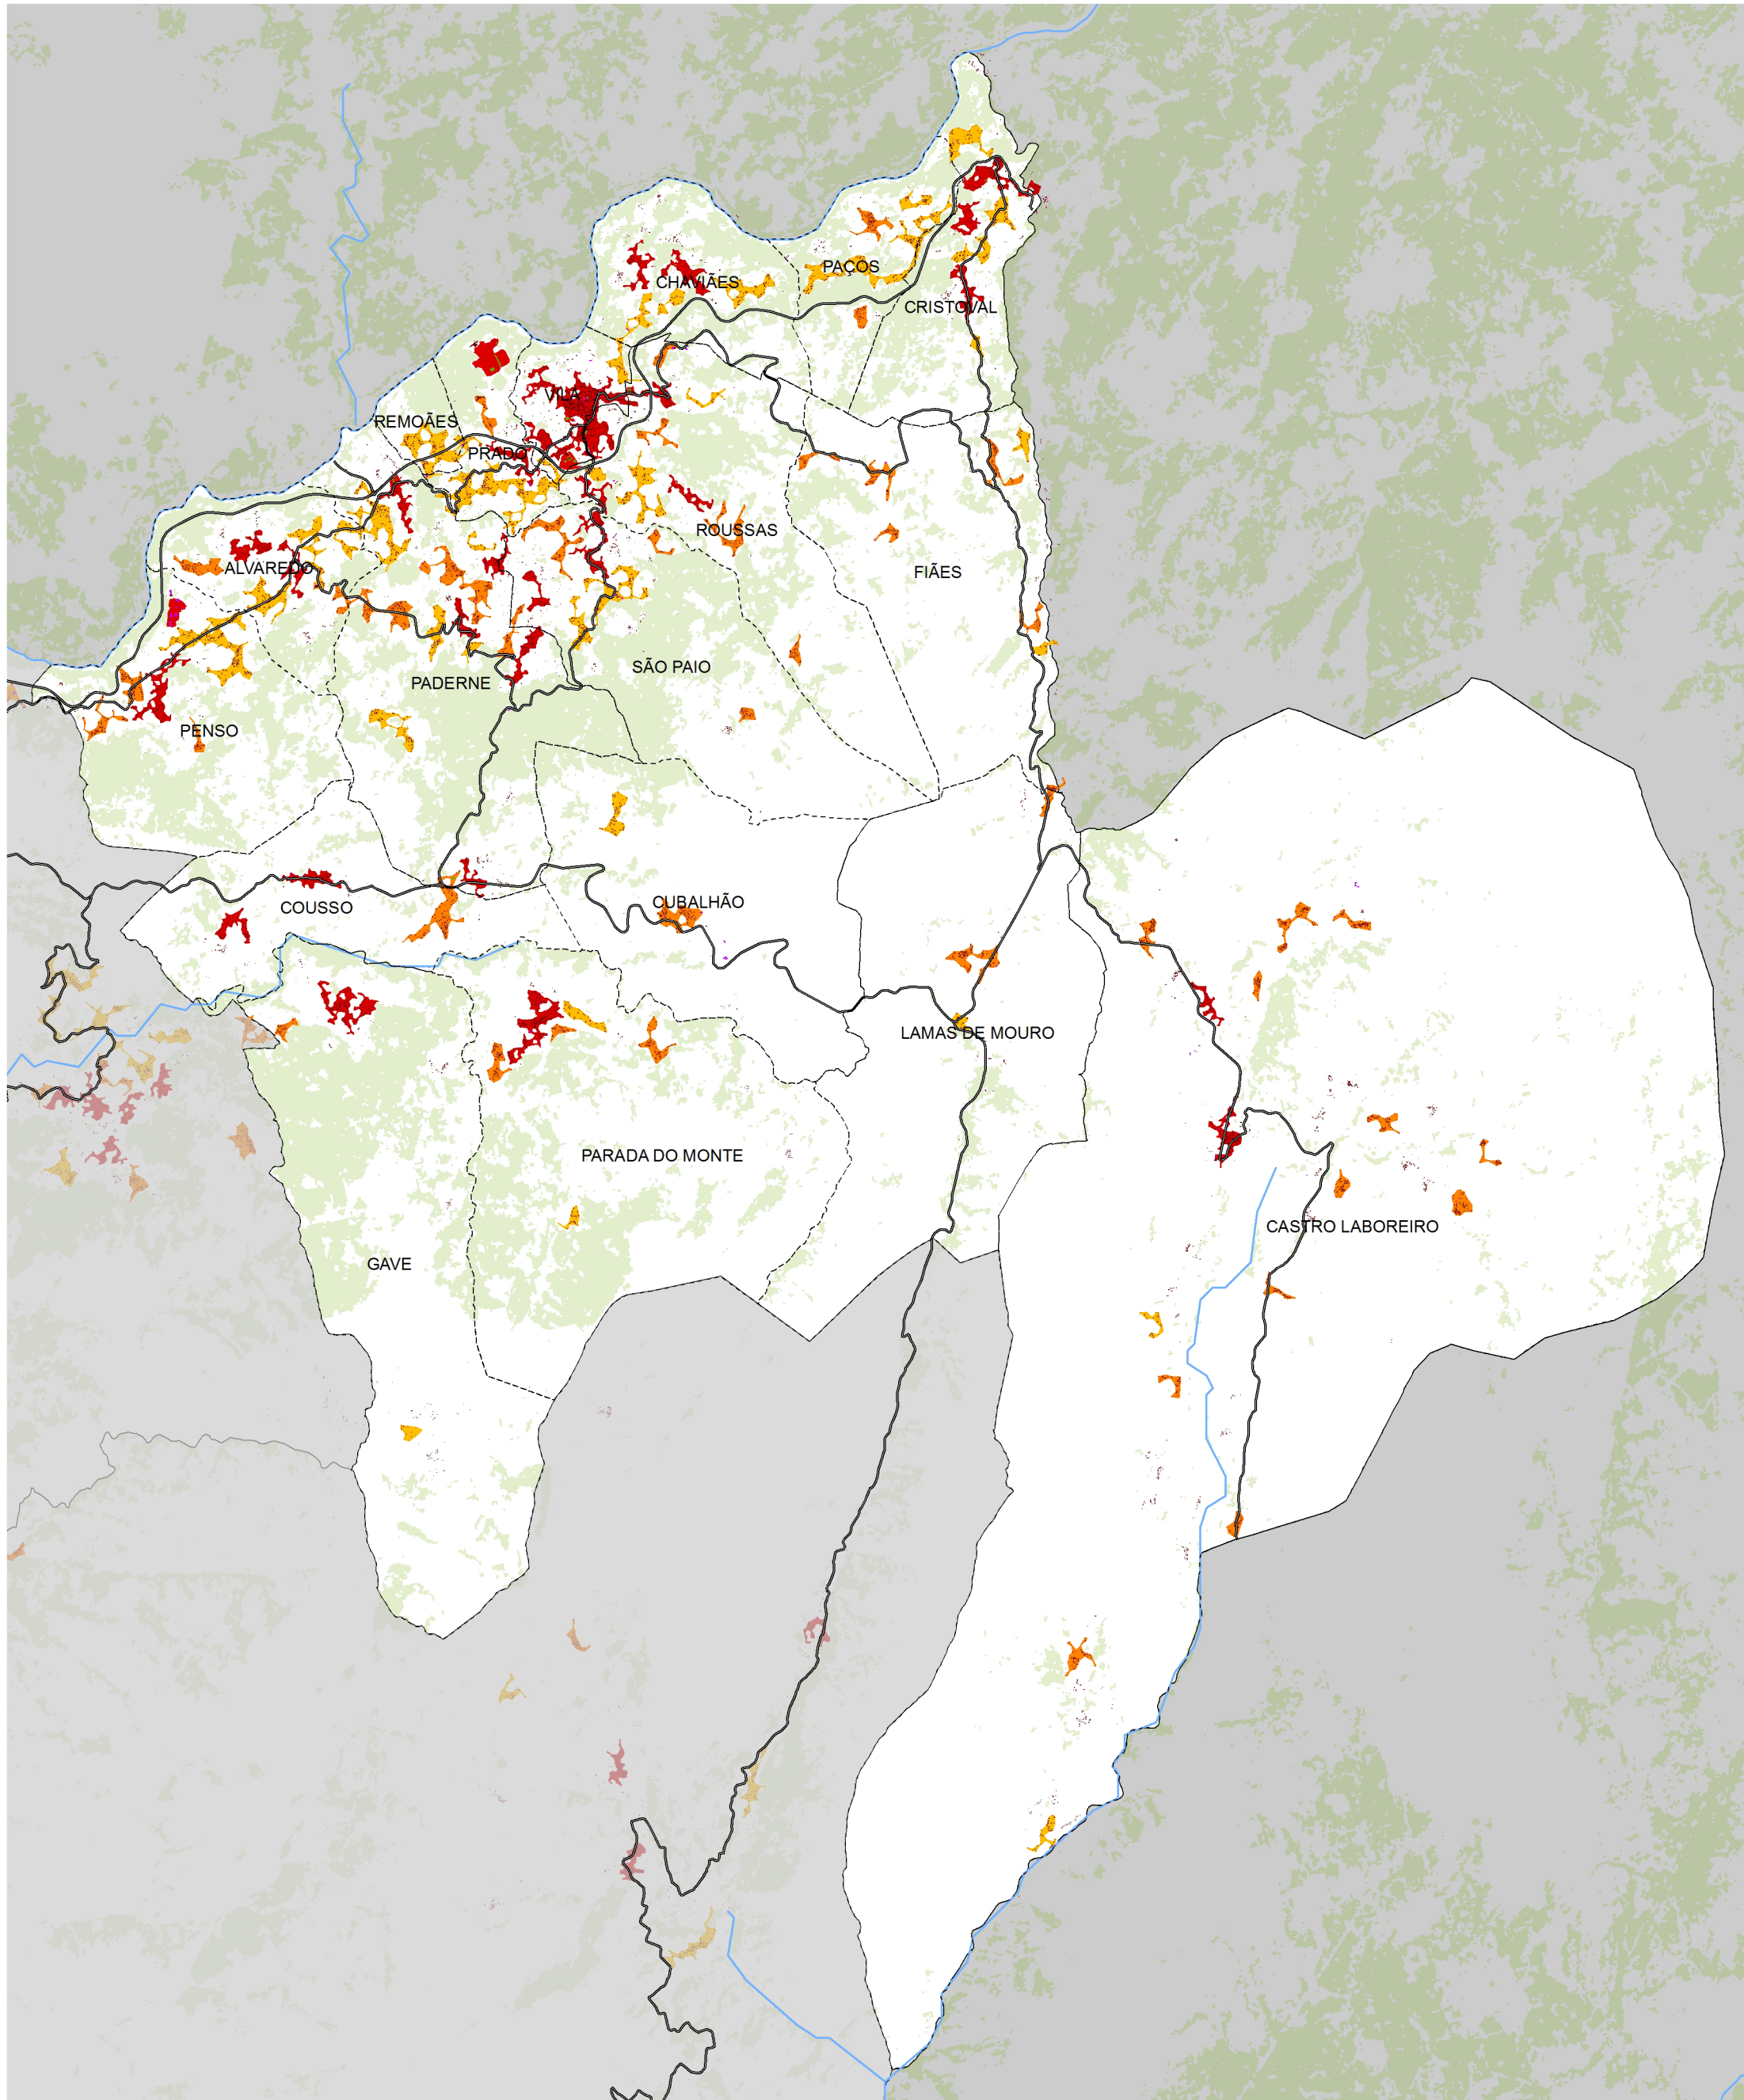 PAÇOS
CHAVIÃES
CRISTOVAL
VILA
REMOÃES
PRADO
ROUSSAS
ALVAREDO
FIÃES
SÃO PAIO
PADERNE
PENSO
CUBALHÃO
COUSSO
LAMAS DE MOURO
PARADA DO MONTE
CASTRO LABOREIRO
GAVE